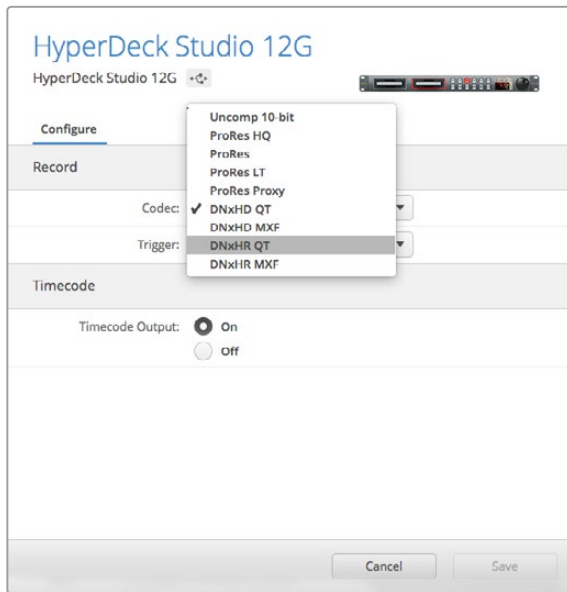 HyperDeck Studio 12G
HyperDeck Studio 12G
Configure
Record
Codec:
Uncomp 10-bit
ProRes HQ
ProRes
ProRes LT
ProRes Proxy
✓ DNxHD QT
DNxHD MXF
DNxHR QT
DNxHR MXF
Trigger:
Timecode
Timecode Output:
On
Off
Cancel
Save